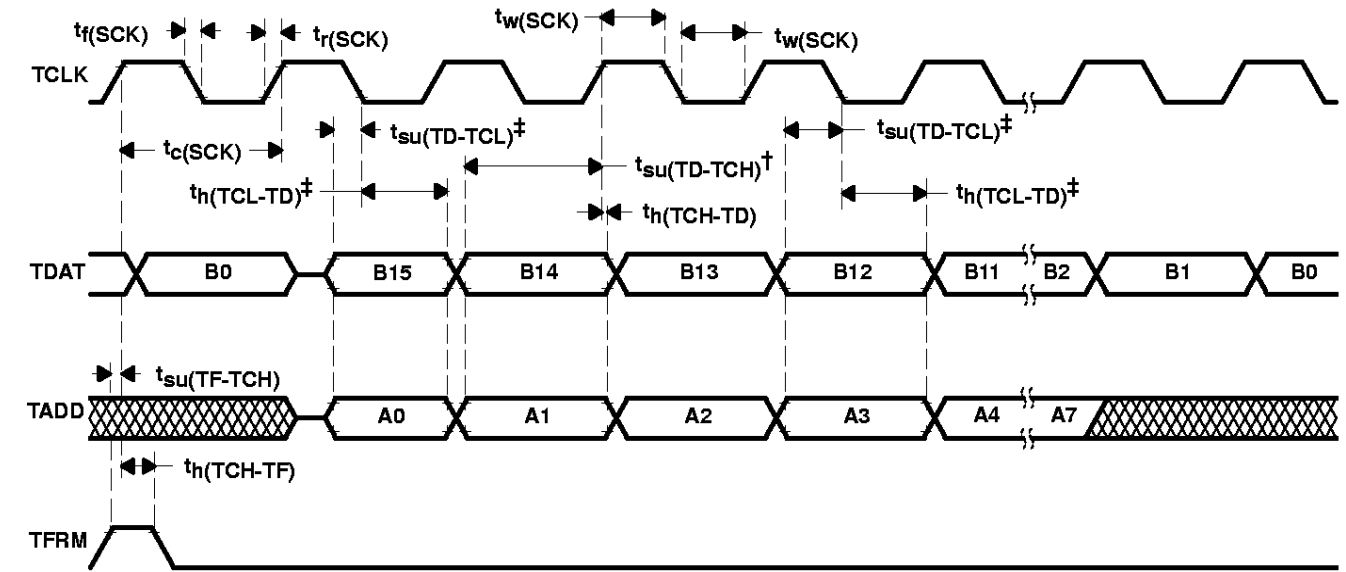 tf(SCK)
tr(SCK)
tw(SCK)
tw(SCK)
TCLK
tsu(TD-TCL)‡
tsu(TD-TCL)‡
tc(SCK)
tsu(TD-TCH)†
th(TCL-TD)‡
th(TCL-TD)‡
th(TCH-TD)
TDAT B0 B15 B14 B13 B12 B11 B2 B1 B0
tsu(TF-TCH)
TADD A0 A1 A2 A3 A4 A7
th(TCH-TF)
TFRM